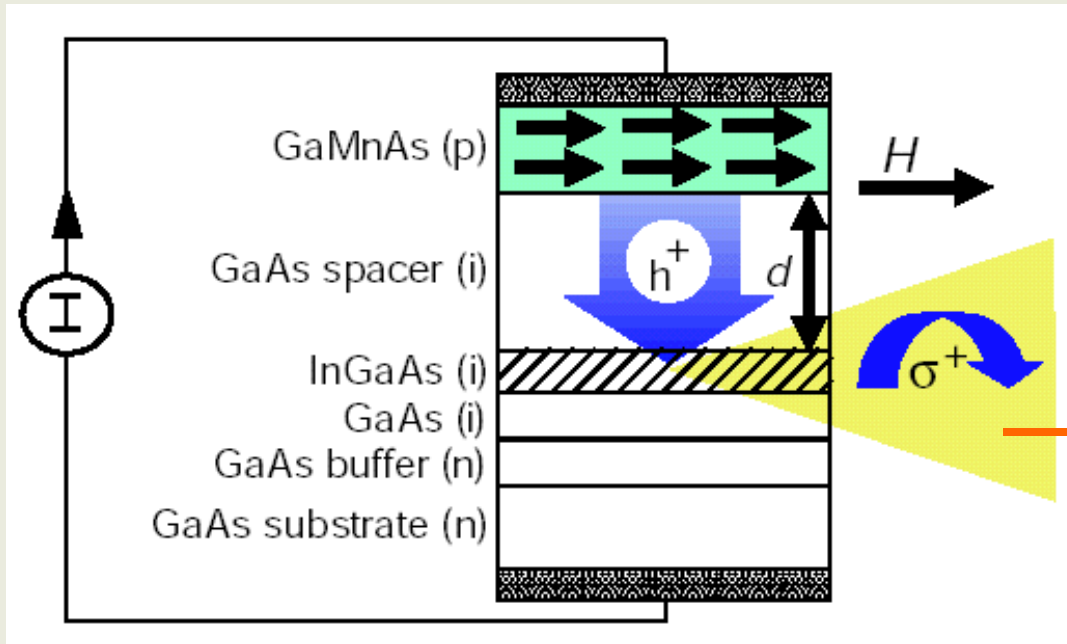 GaMnAs (p)
H
GaAs spacer (i)
h⁺
d
I
InGaAs (i)
σ⁺
GaAs (i)
GaAs buffer (n)
GaAs substrate (n)